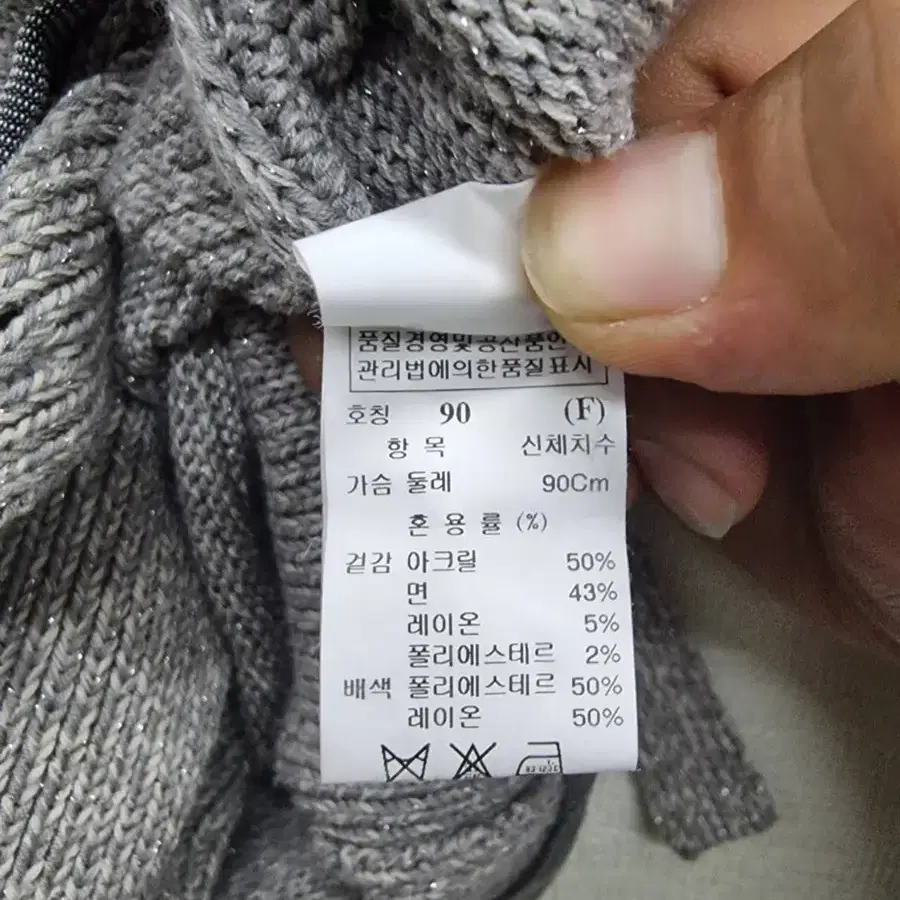 품질경영및공산품안
관리법에의한품질표시
호칭 90 (F)
항 목 신체치수
가슴 둘레 90Cm
혼 용 률 (%)
겉감 아크릴 50%
면 43%
레이온 5%
폴리에스테르 2%
배색 폴리에스테르 50%
레이온 50%